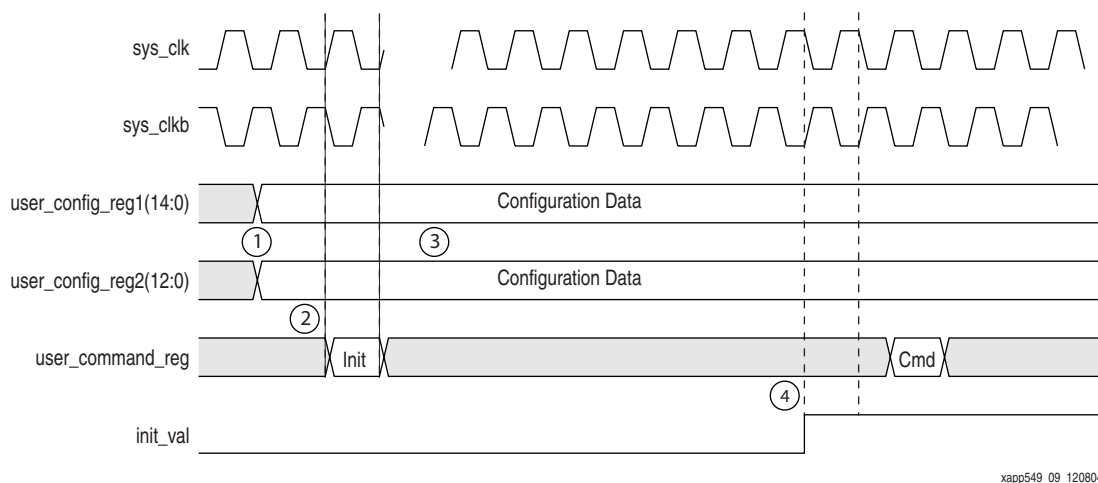 sys_clk
sys_clkb
user_config_reg1(14:0) Configuration Data
1 3
user_config_reg2(12:0) Configuration Data
2
user_command_reg Init Cmd
4
init_val
xapp549_09_120804